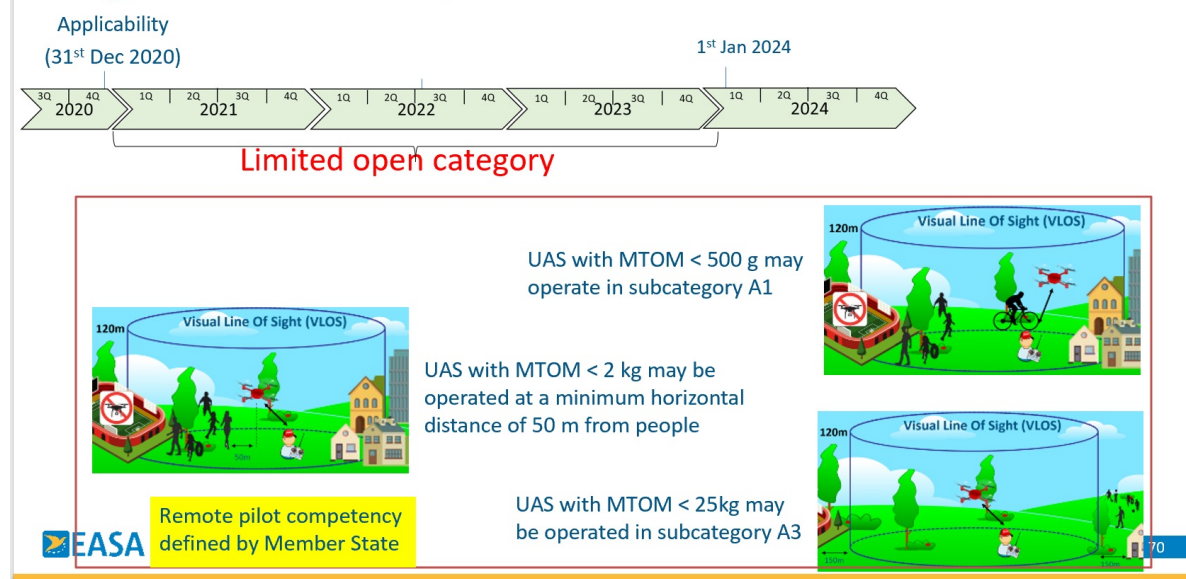 Applicability
(31st Dec 2020)
1st Jan 2024
3Q 4Q 1Q 2Q 3Q 4Q 1Q 2Q 3Q 4Q 1Q 2Q 3Q 4Q 1Q 2Q 3Q 4Q
2020 2021 2022 2023 2024
Limited open category
UAS with MTOM < 500 g may
operate in subcategory A1
120m
Visual Line Of Sight (VLOS)
120m
Visual Line Of Sight (VLOS)
50m
UAS with MTOM < 2 kg may be
operated at a minimum horizontal
distance of 50 m from people
UAS with MTOM < 25kg may
be operated in subcategory A3
120m
Visual Line Of Sight (VLOS)
150m
150m
Remote pilot competency
defined by Member State
EASA
70